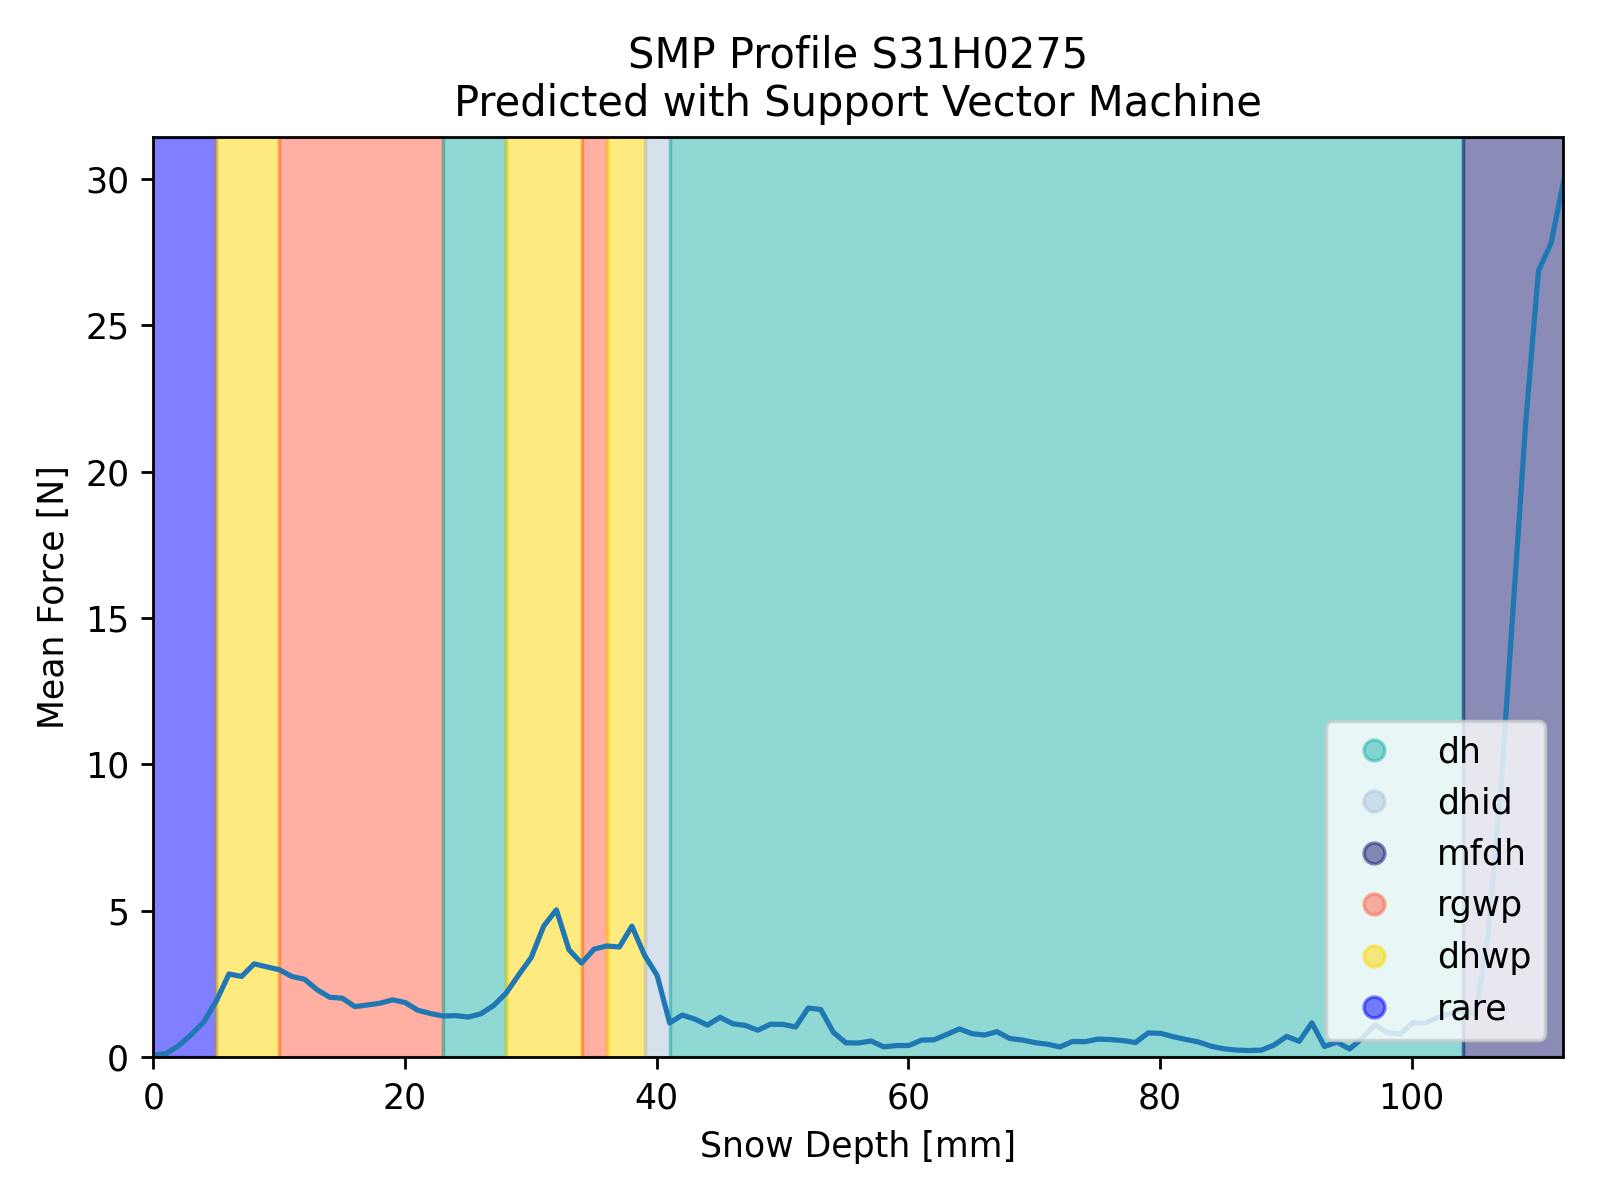 SMP Profile S31H0275
Predicted with Support Vector Machine
Mean Force [N]
30
25
20
15
10
5
0
0 20 40 60 80 100
Snow Depth [mm]
dh
dhid
mfdh
rgwp
dhwp
rare